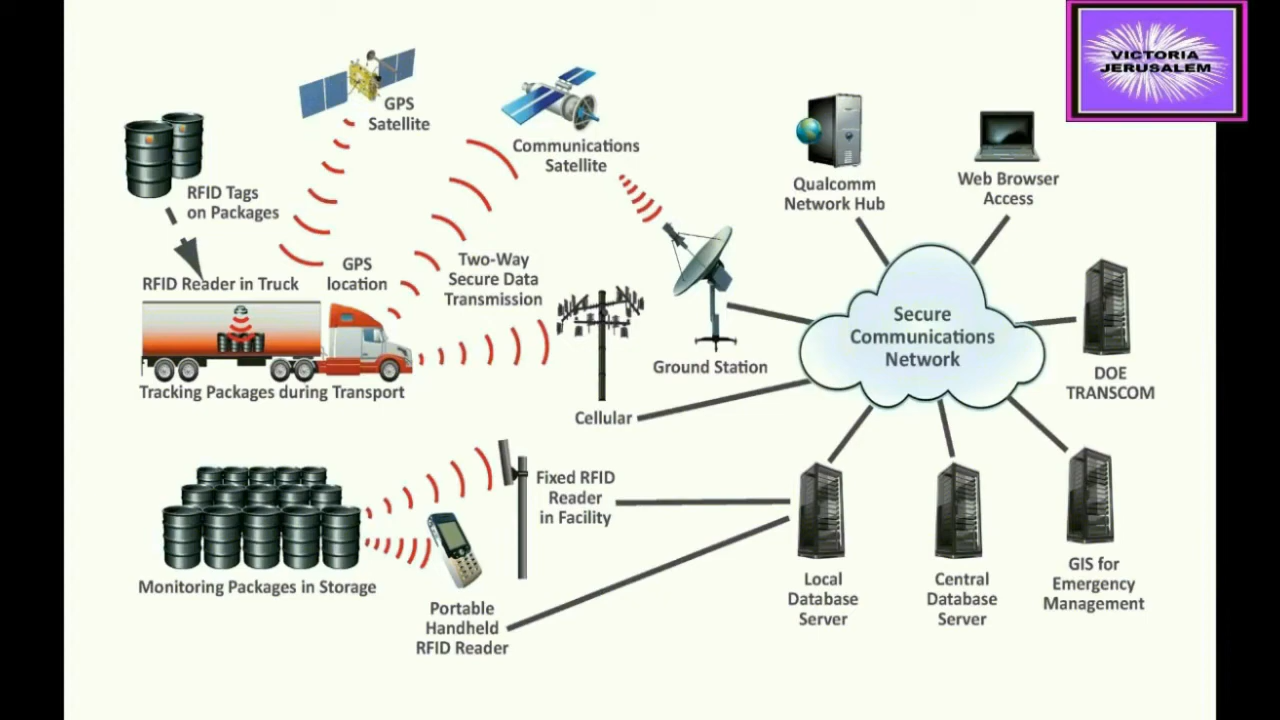 VICTORIA
JERUSALEM
GPS
Satellite
Communications
Satellite
RFID Tags
on Packages
Qualcomm
Network Hub
Web Browser
Access
RFID Reader in Truck
GPS
location
Two-Way
Secure Data
Transmission
Secure
Communications
Network
Ground Station
DOE
TRANSCOM
Tracking Packages during Transport
Cellular
Fixed RFID
Reader
in Facility
Monitoring Packages in Storage
Portable
Handheld
RFID Reader
Local
Database
Server
Central
Database
Server
GIS for
Emergency
Management